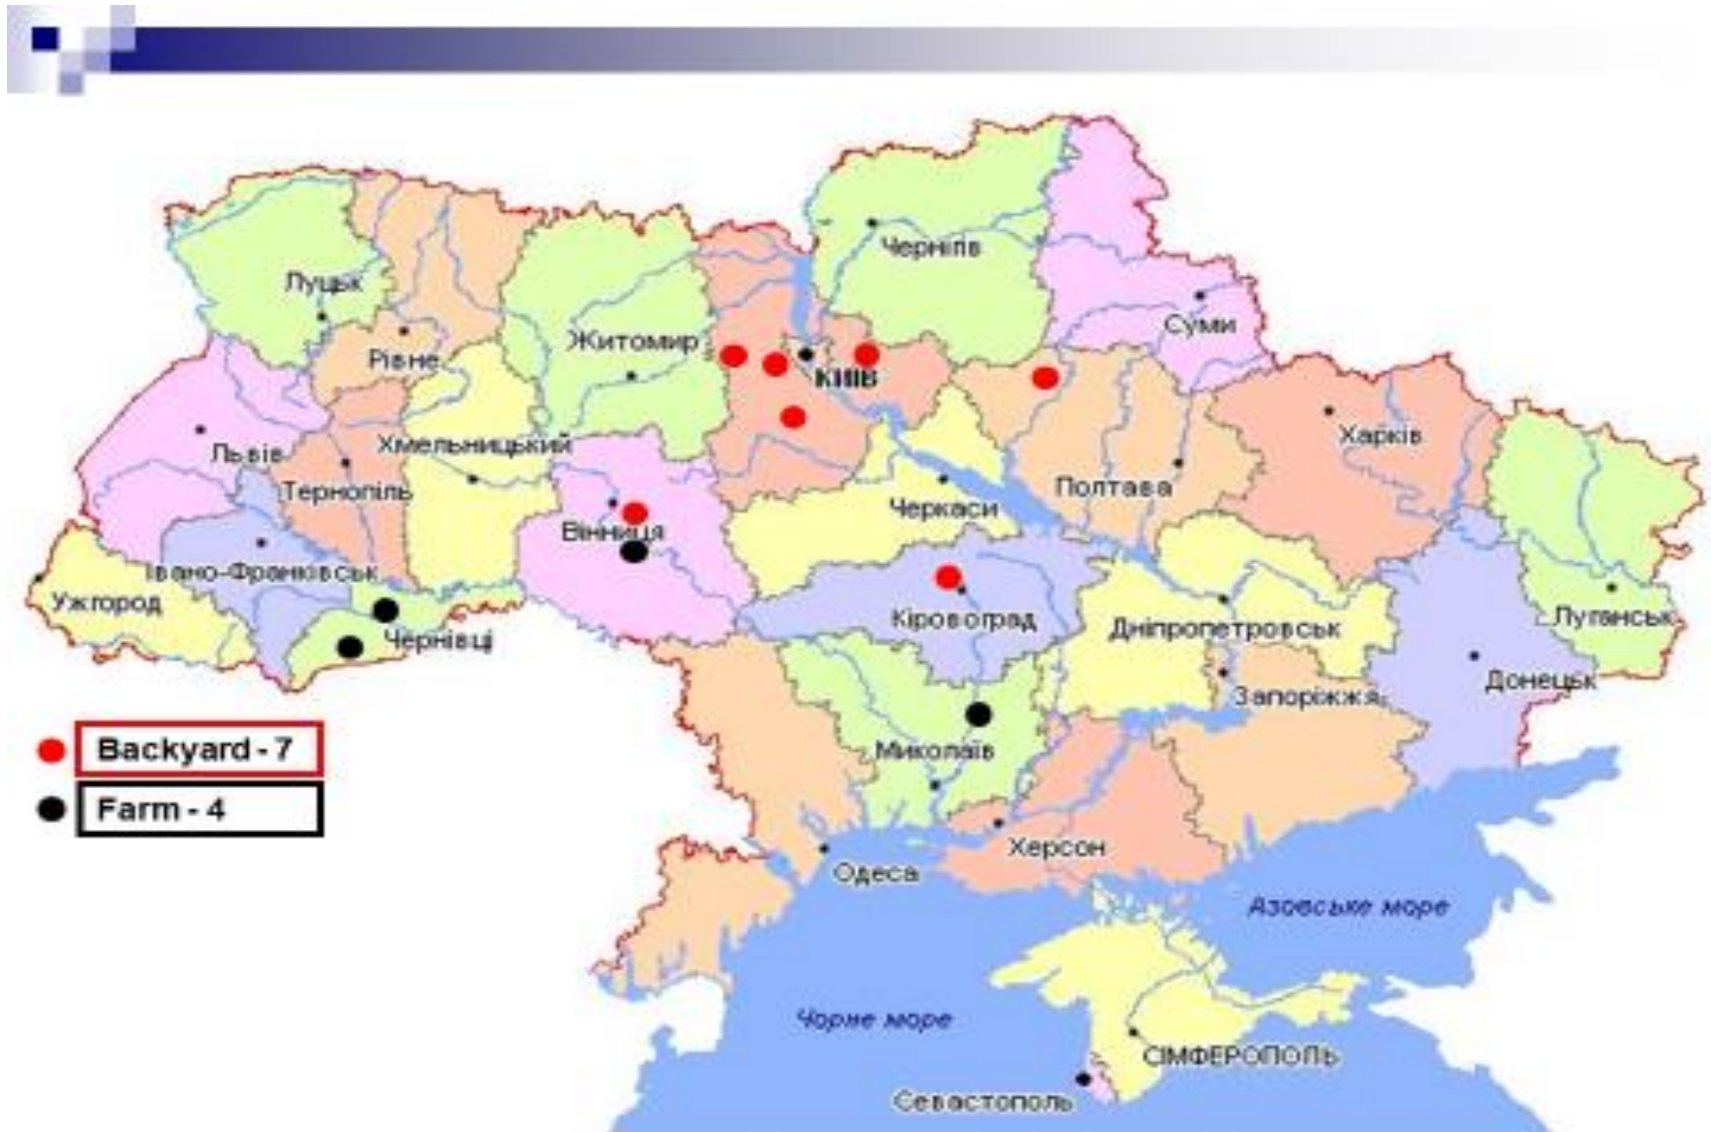 Чернігів
Луцьк
Суми
Житомир
Рівне
КИЇВ
Харків
Хмельницький
Львів
Тернопіль
Полтава
Черкаси
Вінниця
Івано-Франківськ
Ужгород
Кіровоград
Луганськ
Дніпропетровськ
Чернівці
Донецьк
Запоріжжя
Backyard - 7
Миколаїв
Farm - 4
Херсон
Одеса
Азовське море
Чорне море
СІМФЕРОПОЛЬ
Севастополь